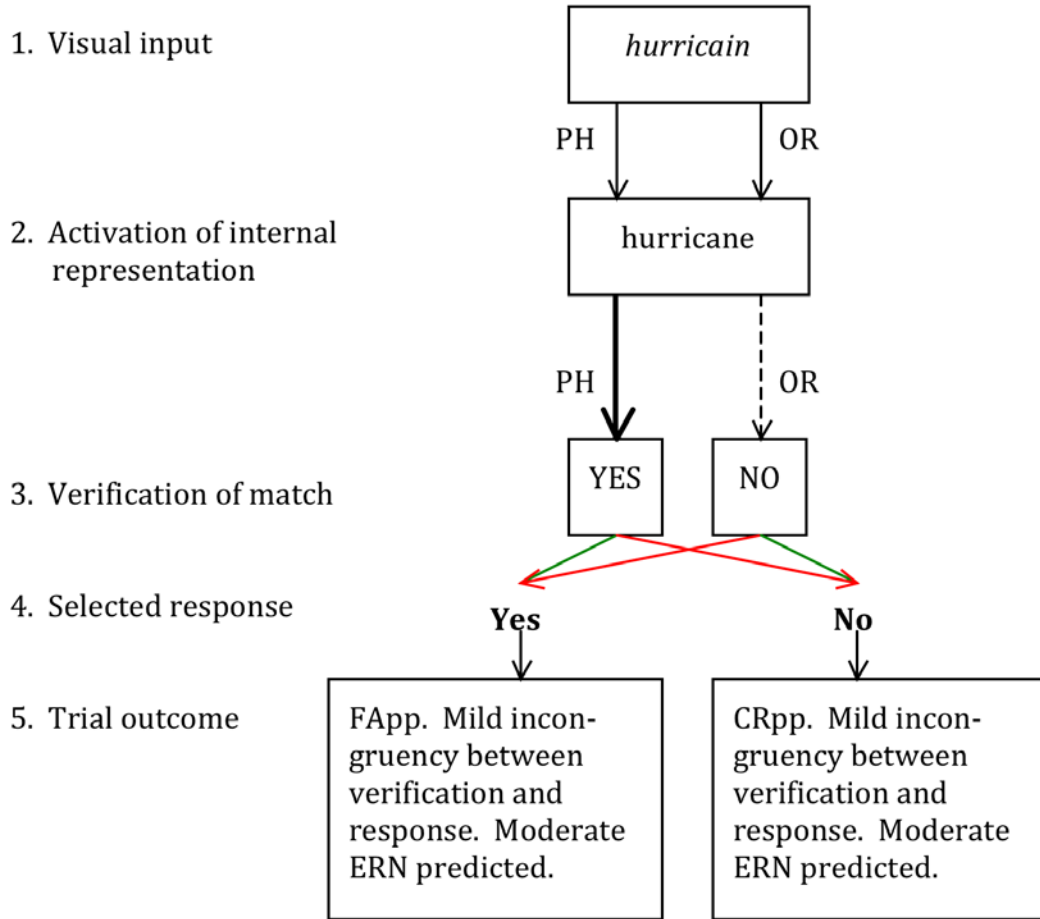 1. Visual input
hurricain
PH
OR
2. Activation of internal
representation
hurricane
PH
OR
3. Verification of match
YES
NO
4. Selected response
Yes
No
5. Trial outcome
FApp. Mild incon-
gruency between
verification and
response. Moderate
ERN predicted.
CRpp. Mild incon-
gruency between
verification and
response. Moderate
ERN predicted.